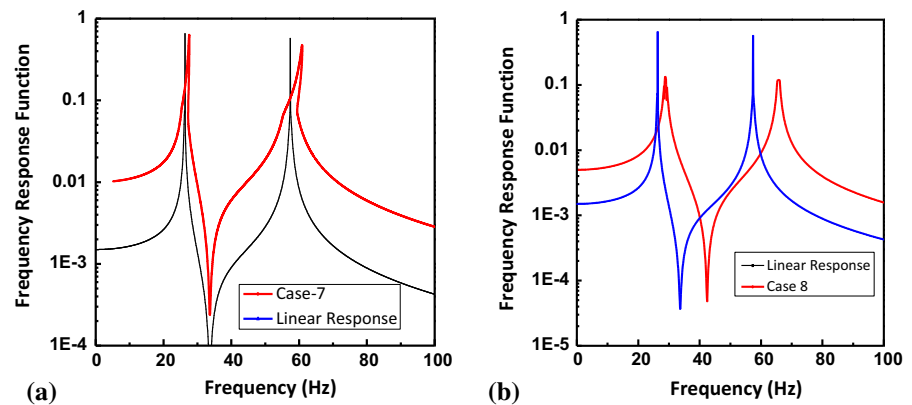 1
0.1
0.01
1E-3
1E-4
0 20 40 60 80 100
Frequency Response Function
Frequency (Hz)
Case-7
Linear Response
(a)
1
0.1
0.01
1E-3
1E-4
1E-5
0 20 40 60 80 100
Frequency Response Function
Frequency (Hz)
Linear Response
Case 8
(b)